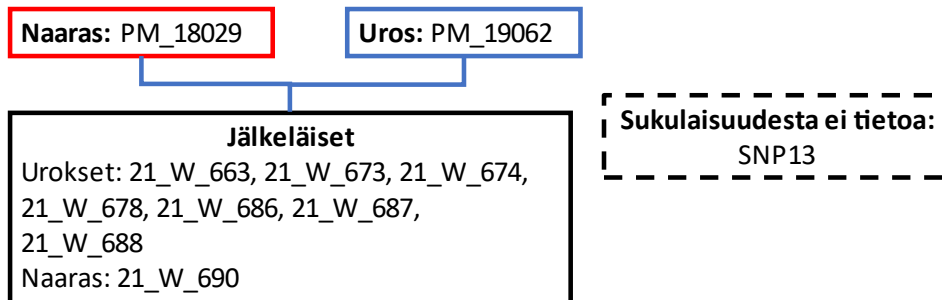 Naaras: PM_18029
Uros: PM_19062
Jälkeläiset
Urokset: 21_W_663, 21_W_673, 21_W_674,
21_W_678, 21_W_686, 21_W_687,
21_W_688
Naaras: 21_W_690
Sukulaisuudesta ei tietoa:
SNP13